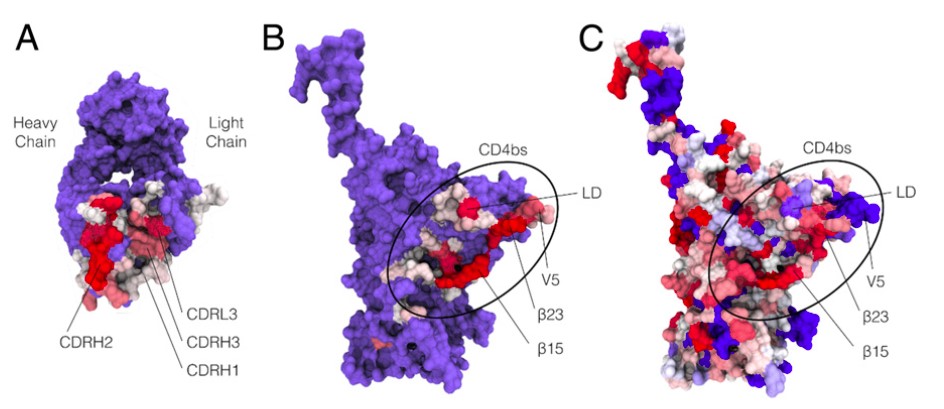 A
B
C
Heavy
Chain
Light
Chain
CDRL3
CDRH3
CDRH1
CDRH2
CD4bs
LD
V5
β23
β15
CD4bs
LD
V5
β23
β15